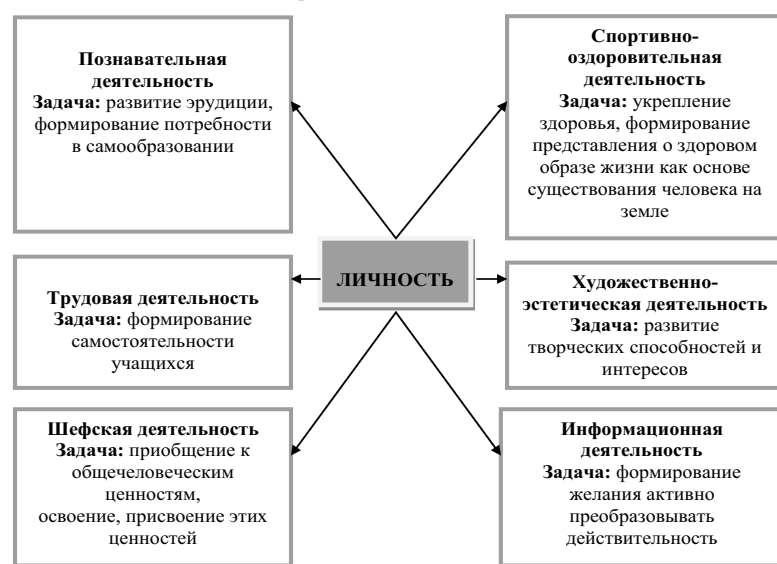 Познавательная
деятельность
Задача: развитие эрудиции,
формирование потребности
в самообразовании
Спортивно-
оздоровительная
деятельность
Задача: укрепление
здоровья, формирование
представления о здоровом
образе жизни как основе
существования человека на
земле
ЛИЧНОСТЬ
Трудовая деятельность
Задача: формирование
самостоятельности
учащихся
Художественно-
эстетическая деятельность
Задача: развитие
творческих способностей и
интересов
Шефская деятельность
Задача: приобщение к
общечеловеческим
ценностям,
освоение, присвоение этих
ценностей
Информационная
деятельность
Задача: формирование
желания активно
преобразовывать
действительность